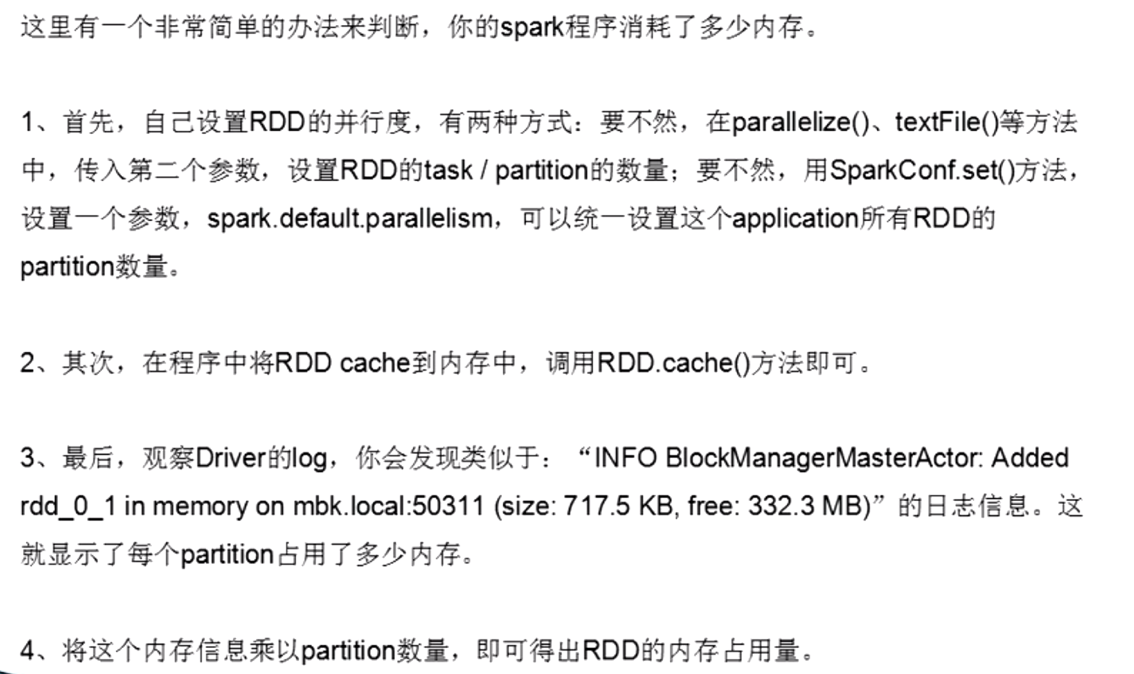 这里有一个非常简单的办法来判断，你的spark程序消耗了多少内存。
1、首先，自己设置RDD的并行度，有两种方式：要不然，在parallelize()、textFile()等方法
中，传入第二个参数，设置RDD的task / partition的数量；要不然，用SparkConf.set()方法，
设置一个参数，spark.default.parallelism，可以统一设置这个application所有RDD的
partition数量。
2、其次，在程序中将RDD cache到内存中，调用RDD.cache()方法即可。
3、最后，观察Driver的log，你会发现类似于：“INFO BlockManagerMasterActor: Added
rdd_0_1 in memory on mbk.local:50311 (size: 717.5 KB, free: 332.3 MB)”的日志信息。这
就显示了每个partition占用了多少内存。
4、将这个内存信息乘以partition数量，即可得出RDD的内存占用量。